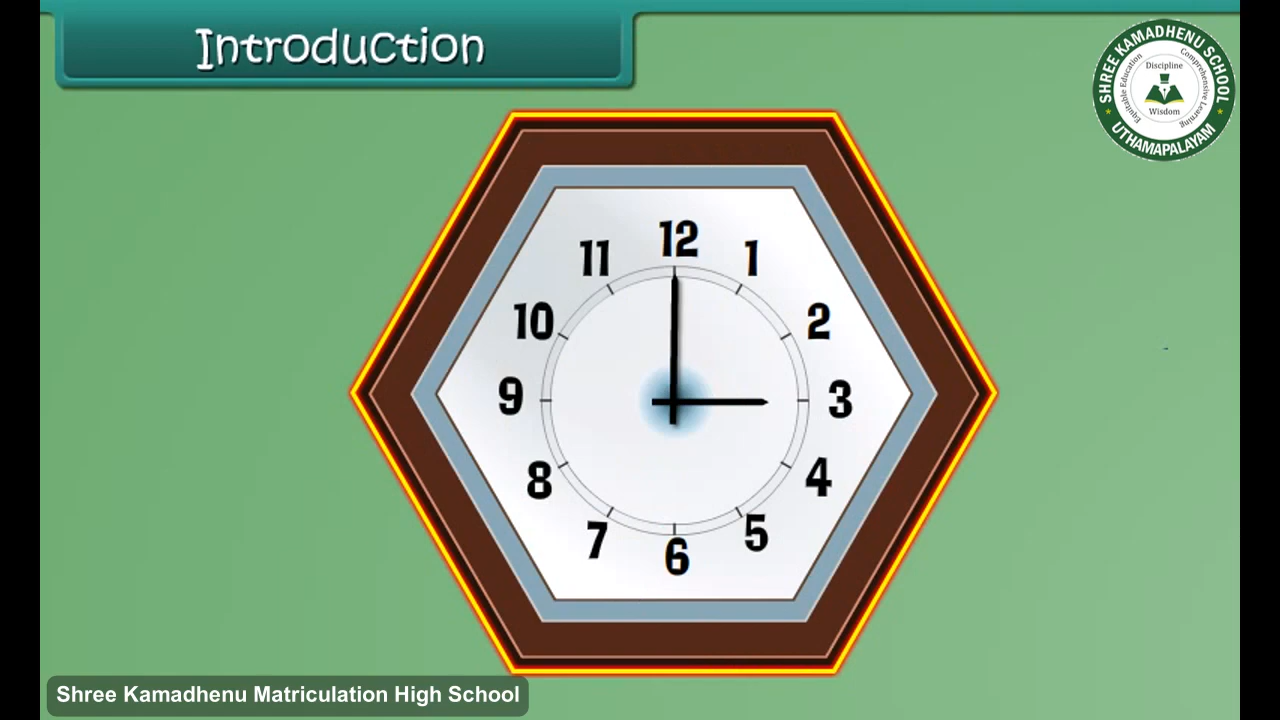 Introduction
SHREE KAMADHENU SCHOOL
Equitable Education
Discipline
Comprehensive Learning
Wisdom
UTHAMAPALAYAM
12
11
1
10
2
9
3
8
4
7
5
6
Shree Kamadhenu Matriculation High School